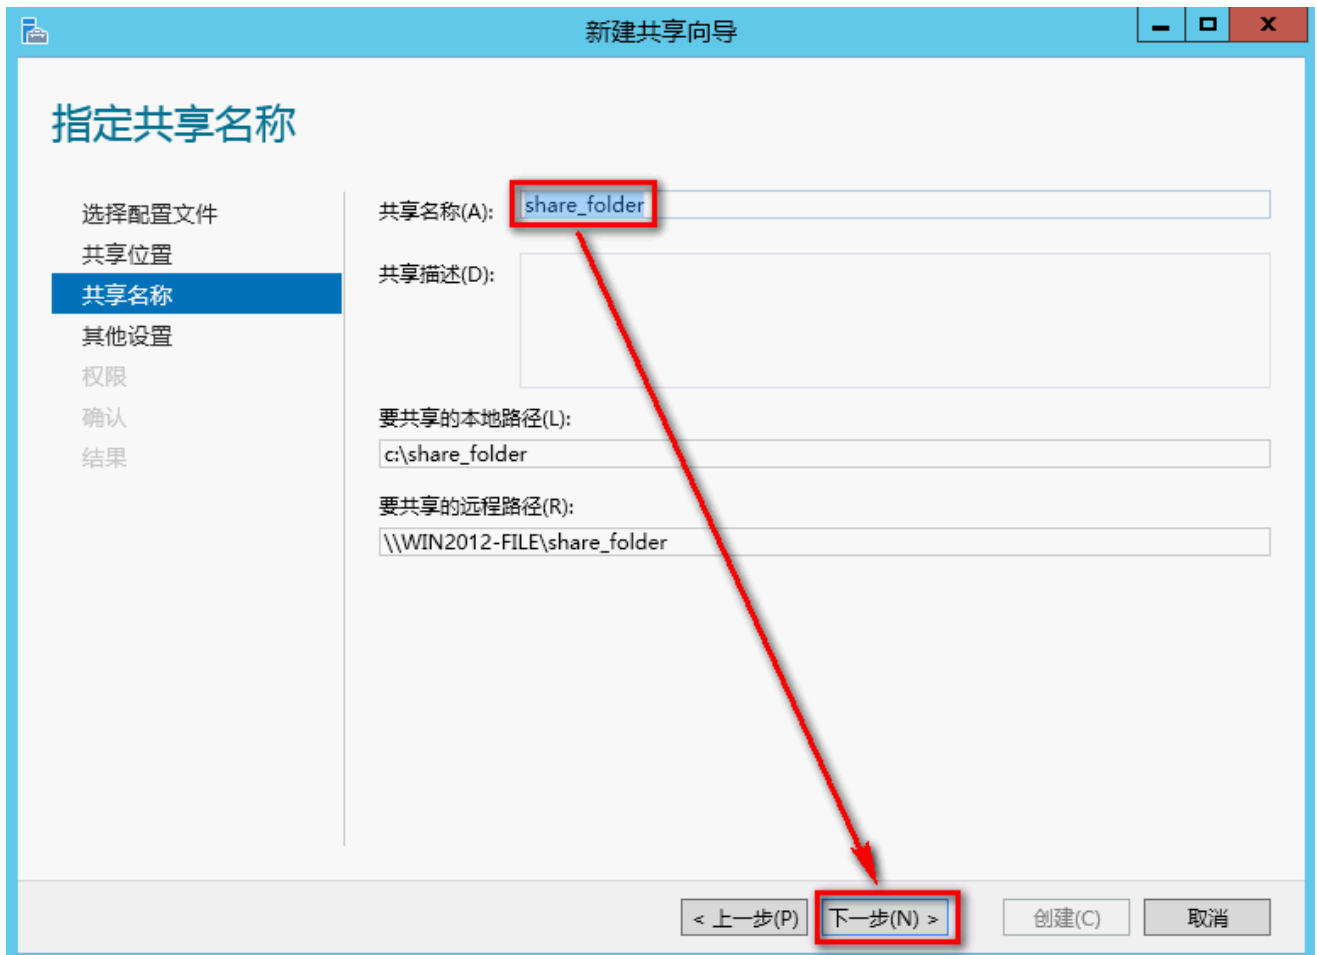 新建共享向导
指定共享名称
选择配置文件
共享位置
共享名称
其他设置
权限
确认
结果
共享名称(A):
share_folder
共享描述(D):
要共享的本地路径(L):
c:\share_folder
要共享的远程路径(R):
\\WIN2012-FILE\share_folder
< 上一步(P)
下一步(N) >
创建(C)
取消